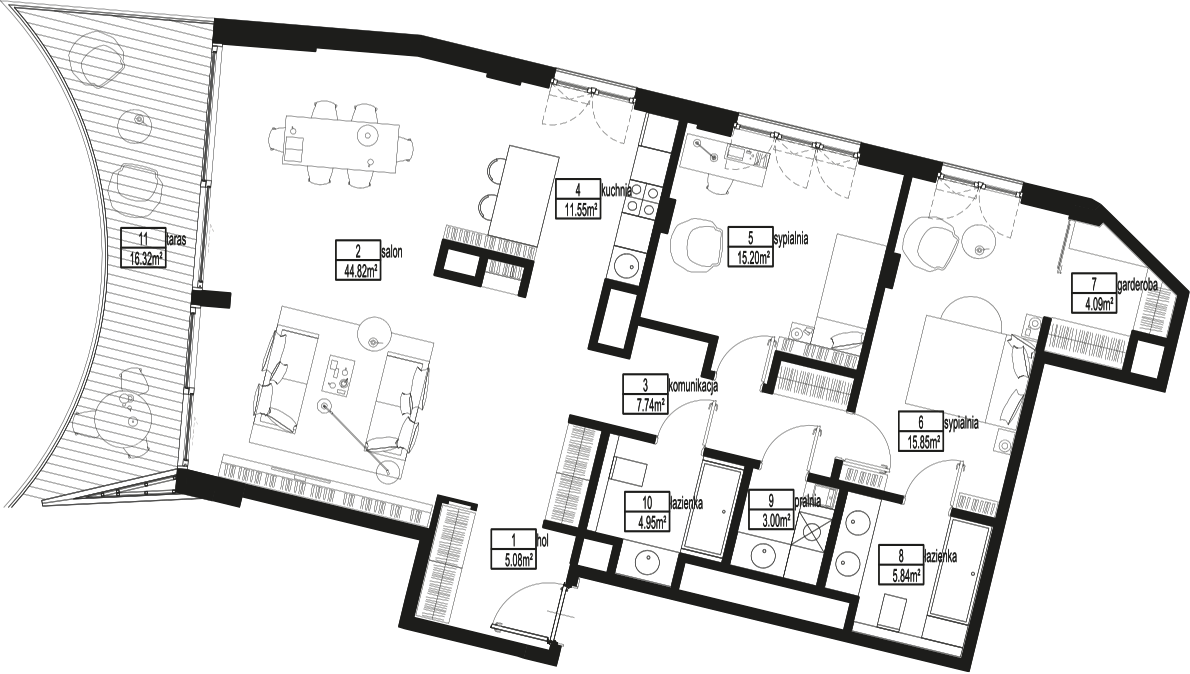 4 kuchnia
11.55m²
11 taras
16.32m²
2 salon
44.82m²
5 sypialnia
15.20m²
7 garderoba
4.09m²
3 komunikacja
7.74m²
6 sypialnia
15.85m²
10 łazienka
4.95m²
9 pralnia
3.00m²
1 hol
5.08m²
8 łazienka
5.84m²